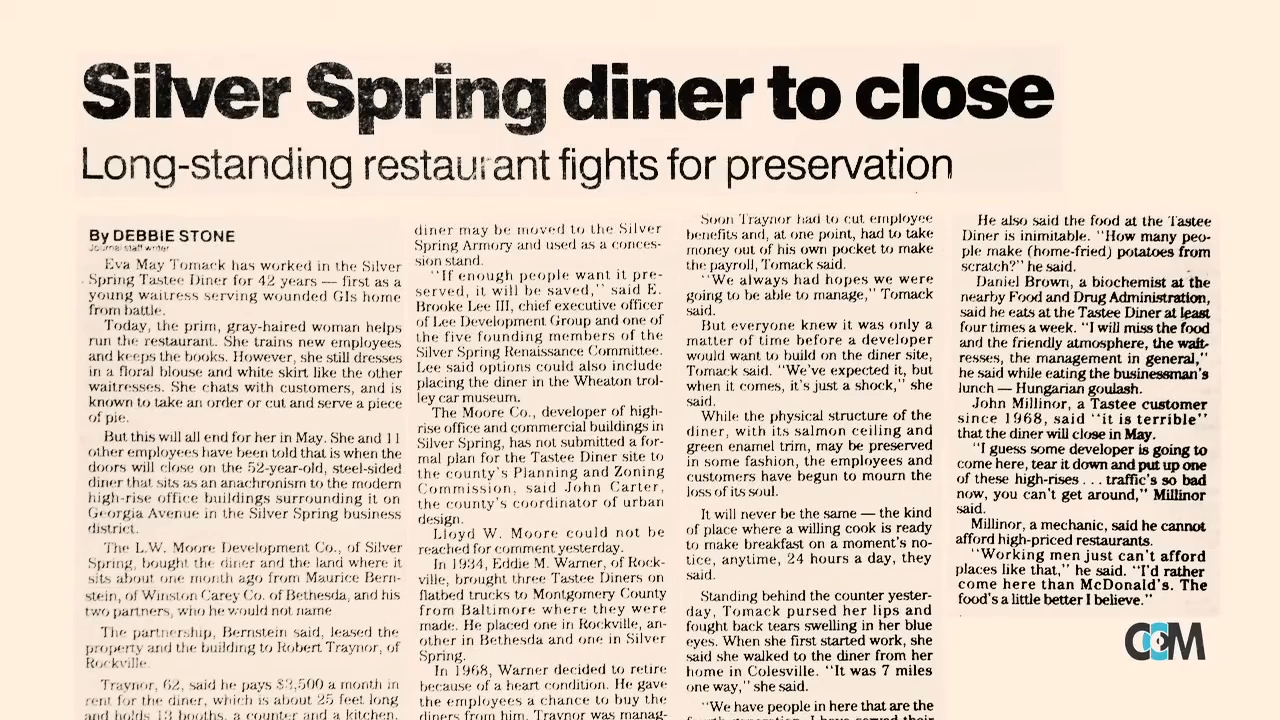 Silver Spring diner to close
Long-standing restaurant fights for preservation
By DEBBIE STONE
Journal staff writer
Eva May Tomack has worked in the Silver
Spring Tastee Diner for 42 years — first as a
young waitress serving wounded GIs home
from battle.
Today, the prim, gray-haired woman helps
run the restaurant. She trains new employees
and keeps the books. However, she still dresses
in a floral blouse and white skirt like the other
waitresses. She chats with customers, and is
known to take an order or cut and serve a piece
of pie.
But this will all end for her in May. She and 11
other employees have been told that is when the
doors will close on the 52-year-old, steel-sided
diner that sits as an anachronism to the modern
high-rise office buildings surrounding it on
Georgia Avenue in the Silver Spring business
district.
The L.W. Moore Development Co., of Silver
Spring, bought the diner and the land where it
sits about one month ago from Maurice Bern-
stein, of Winston Carey Co. of Bethesda, and his
two partners, who he would not name
The partnership, Bernstein said, leased the
property and the building to Robert Traynor, of
Rockville.
Traynor, 62, said he pays $3,500 a month in
rent for the diner, which is about 25 feet long
and holds 13 booths, a counter and a kitchen.
diner may be moved to the Silver
Spring Armory and used as a conces-
sion stand.
"If enough people want it pre-
served, it will be saved," said E.
Brooke Lee III, chief executive officer
of Lee Development Group and one of
the five founding members of the
Silver Spring Renaissance Committee.
Lee said options could also include
placing the diner in the Wheaton trol-
ley car museum.
The Moore Co., developer of high-
rise office and commercial buildings in
Silver Spring, has not submitted a for-
mal plan for the Tastee Diner site to
the county's Planning and Zoning
Commission, said John Carter,
the county's coordinator of urban
design.
Lloyd W. Moore could not be
reached for comment yesterday.
In 1934, Eddie M. Warner, of Rock-
ville, brought three Tastee Diners on
flatbed trucks to Montgomery County
from Baltimore where they were
made. He placed one in Rockville, an-
other in Bethesda and one in Silver
Spring.
In 1968, Warner decided to retire
because of a heart condition. He gave
the employees a chance to buy the
diners from him. Traynor was manag-
Soon Traynor had to cut employee
benefits and, at one point, had to take
money out of his own pocket to make
the payroll, Tomack said.
"We always had hopes we were
going to be able to manage," Tomack
said.
But everyone knew it was only a
matter of time before a developer
would want to build on the diner site,
Tomack said. "We've expected it, but
when it comes, it's just a shock," she
said.
While the physical structure of the
diner, with its salmon ceiling and
green enamel trim, may be preserved
in some fashion, the employees and
customers have begun to mourn the
loss of its soul.
It will never be the same — the kind
of place where a willing cook is ready
to make breakfast on a moment's no-
tice, anytime, 24 hours a day, they
said.
Standing behind the counter yester-
day, Tomack pursed her lips and
fought back tears swelling in her blue
eyes. When she first started work, she
said she walked to the diner from her
home in Colesville. "It was 7 miles
one way," she said.
"We have people in here that are the
fourth generation. I have served their
He also said the food at the Tastee
Diner is inimitable. "How many peo-
ple make (home-fried) potatoes from
scratch?" he said.
Daniel Brown, a biochemist at the
nearby Food and Drug Administration,
said he eats at the Tastee Diner at least
four times a week. "I will miss the food
and the friendly atmosphere, the wait-
resses, the management in general,"
he said while eating the businessman's
lunch — Hungarian goulash.
John Millinor, a Tastee customer
since 1968, said "it is terrible"
that the diner will close in May.
"I guess some developer is going to
come here, tear it down and put up one
of these high-rises . . . traffic's so bad
now, you can't get around," Millinor
said.
Millinor, a mechanic, said he cannot
afford high-priced restaurants.
"Working men just can't afford
places like that," he said. "I'd rather
come here than McDonald's. The
food's a little better I believe."
CCM